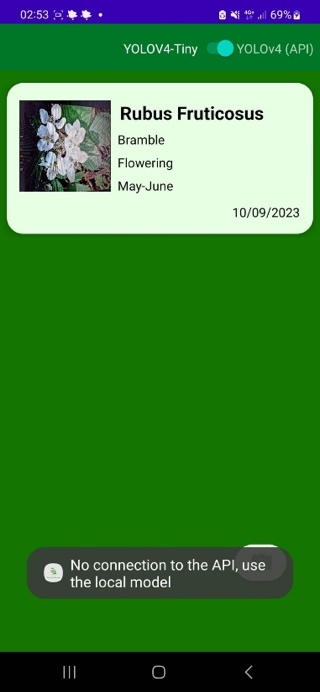 02:53 4G+ 69%
YOLOV4-Tiny YOLOv4 (API)
Rubus Fruticosus
Bramble
Flowering
May-June
10/09/2023
No connection to the API, use
the local model